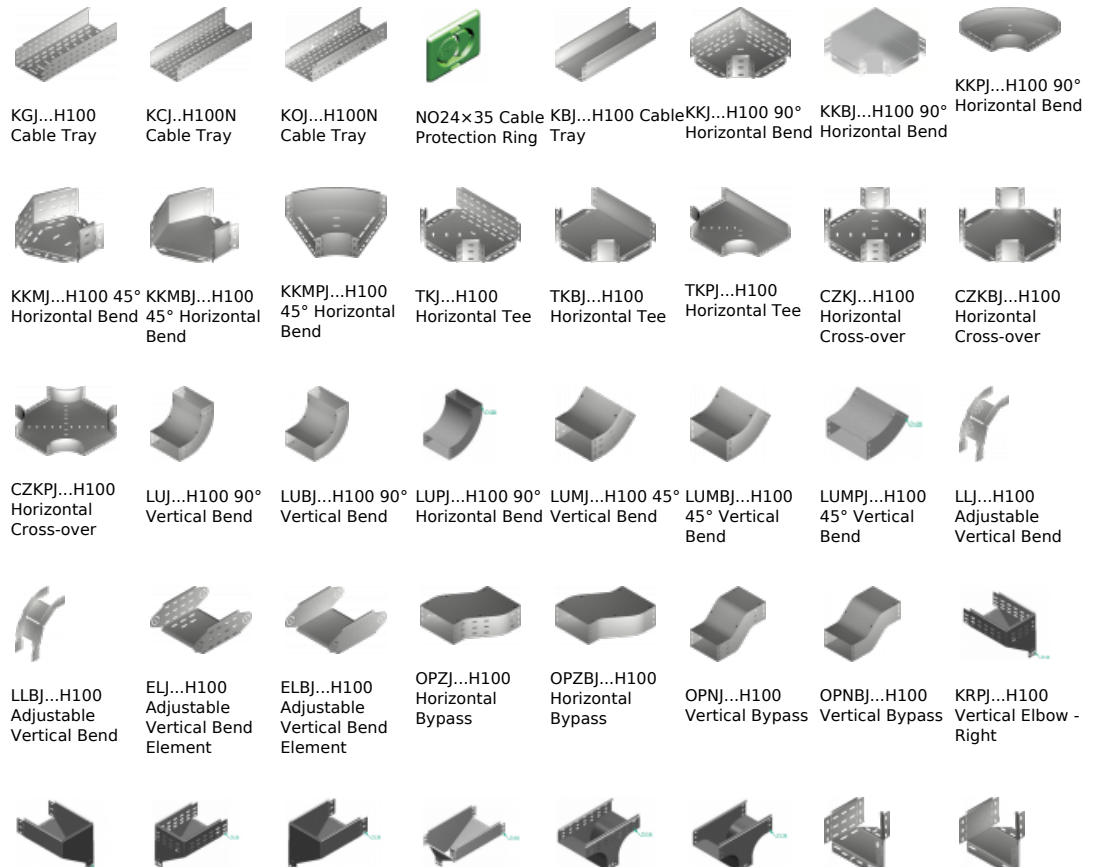 KGJ...H100
Cable Tray
KCJ...H100N
Cable Tray
KOJ...H100N
Cable Tray
NO24×35 Cable
Protection Ring
KBJ...H100 Cable
Tray
KKJ...H100 90°
Horizontal Bend
KKBJ...H100 90°
Horizontal Bend
KKPJ...H100 90°
Horizontal Bend
KKMJ...H100 45°
Horizontal Bend
KKMBJ...H100
45° Horizontal
Bend
KKMPJ...H100
45° Horizontal
Bend
TKJ...H100
Horizontal Tee
TKBJ...H100
Horizontal Tee
TKPJ...H100
Horizontal Tee
CZKJ...H100
Horizontal
Cross-over
CZKBJ...H100
Horizontal
Cross-over
CZKPJ...H100
Horizontal
Cross-over
LUJ...H100 90°
Vertical Bend
LUBJ...H100 90°
Vertical Bend
LUPJ...H100 90°
Horizontal Bend
LUMJ...H100 45°
Vertical Bend
LUMBJ...H100
45° Vertical
Bend
LUMPJ...H100
45° Vertical
Bend
LLJ...H100
Adjustable
Vertical Bend
LLBJ...H100
Adjustable
Vertical Bend
ELJ...H100
Adjustable
Vertical Bend
Element
ELBJ...H100
Adjustable
Vertical Bend
Element
OPZJ...H100
Horizontal
Bypass
OPZBJ...H100
Horizontal
Bypass
OPNJ...H100
Vertical Bypass
OPNBJ...H100
Vertical Bypass
KRPJ...H100
Vertical Elbow -
Right